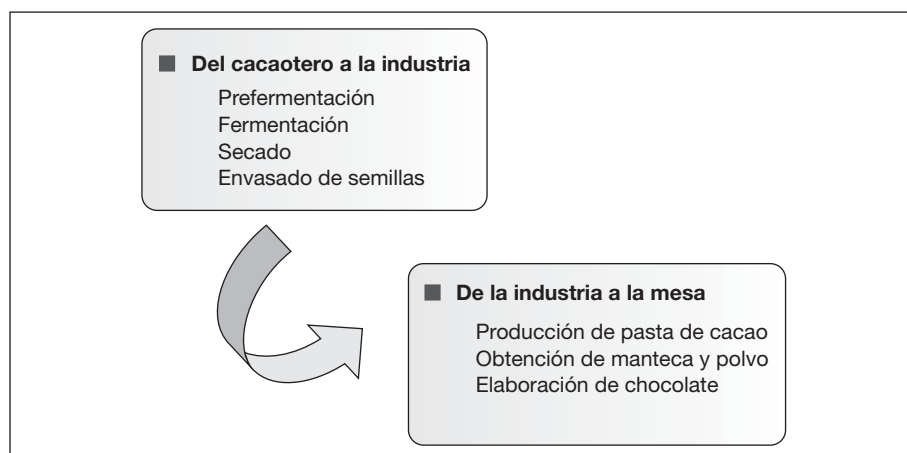 Del cacaotero a la industria
Prefermentación
Fermentación
Secado
Envasado de semillas
De la industria a la mesa
Producción de pasta de cacao
Obtención de manteca y polvo
Elaboración de chocolate